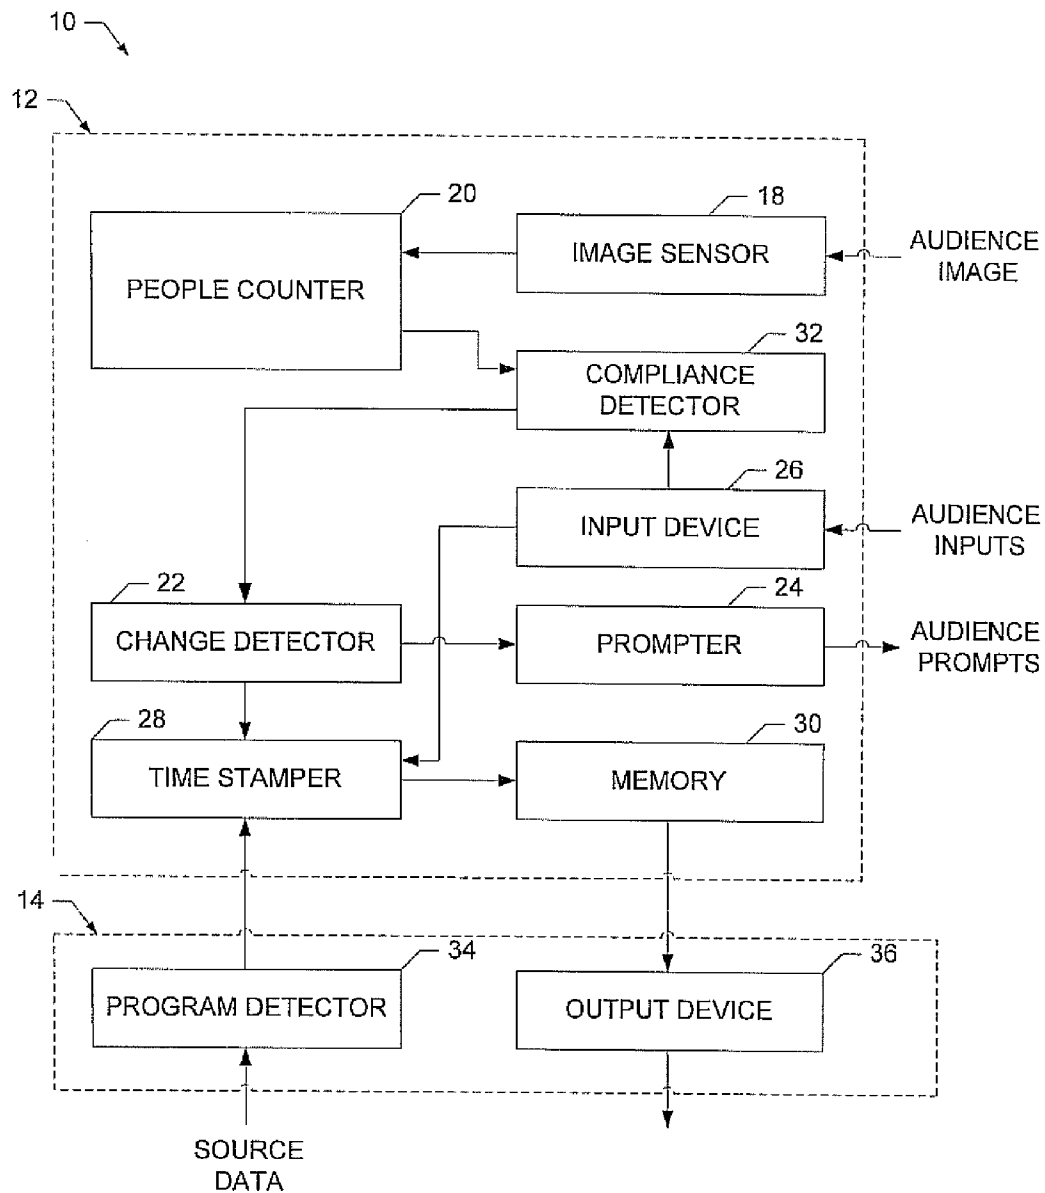 10
12
20
18
PEOPLE COUNTER
IMAGE SENSOR
AUDIENCE
IMAGE
32
COMPLIANCE
DETECTOR
26
INPUT DEVICE
AUDIENCE
INPUTS
22
24
CHANGE DETECTOR
PROMPTER
AUDIENCE
PROMPTS
28
30
TIME STAMPER
MEMORY
14
34
36
PROGRAM DETECTOR
OUTPUT DEVICE
SOURCE
DATA